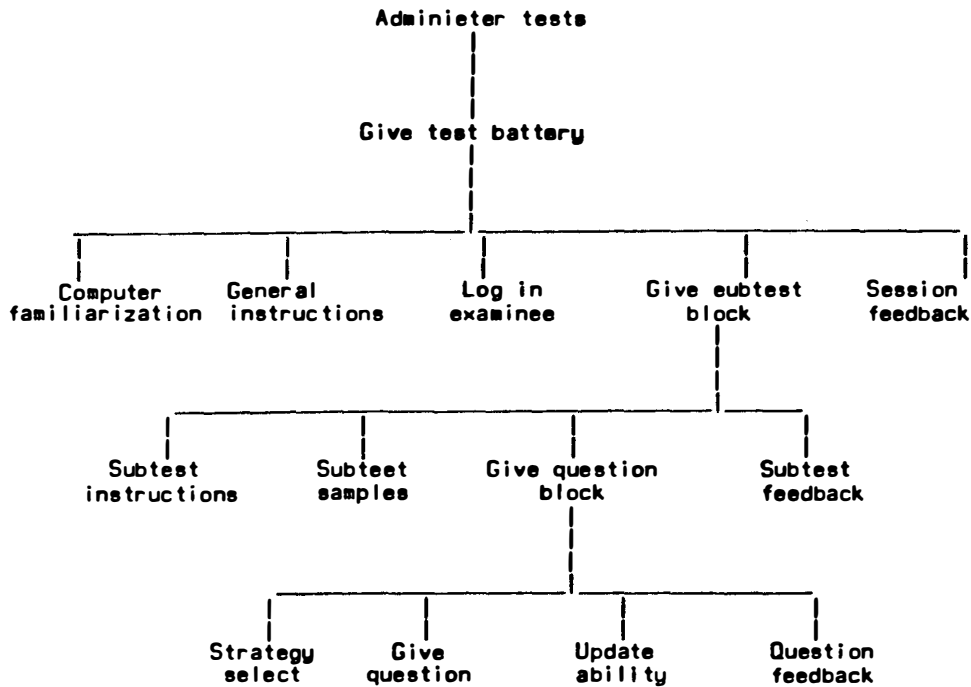 Adminieter tests
Give test battery
Computer General Log in Give eubtest Session
familiarization instructions examinee block feedback
Subtest Subteet Give question Subtest
instructions samples block feedback
Strategy Give Update Question
select question ability feedback